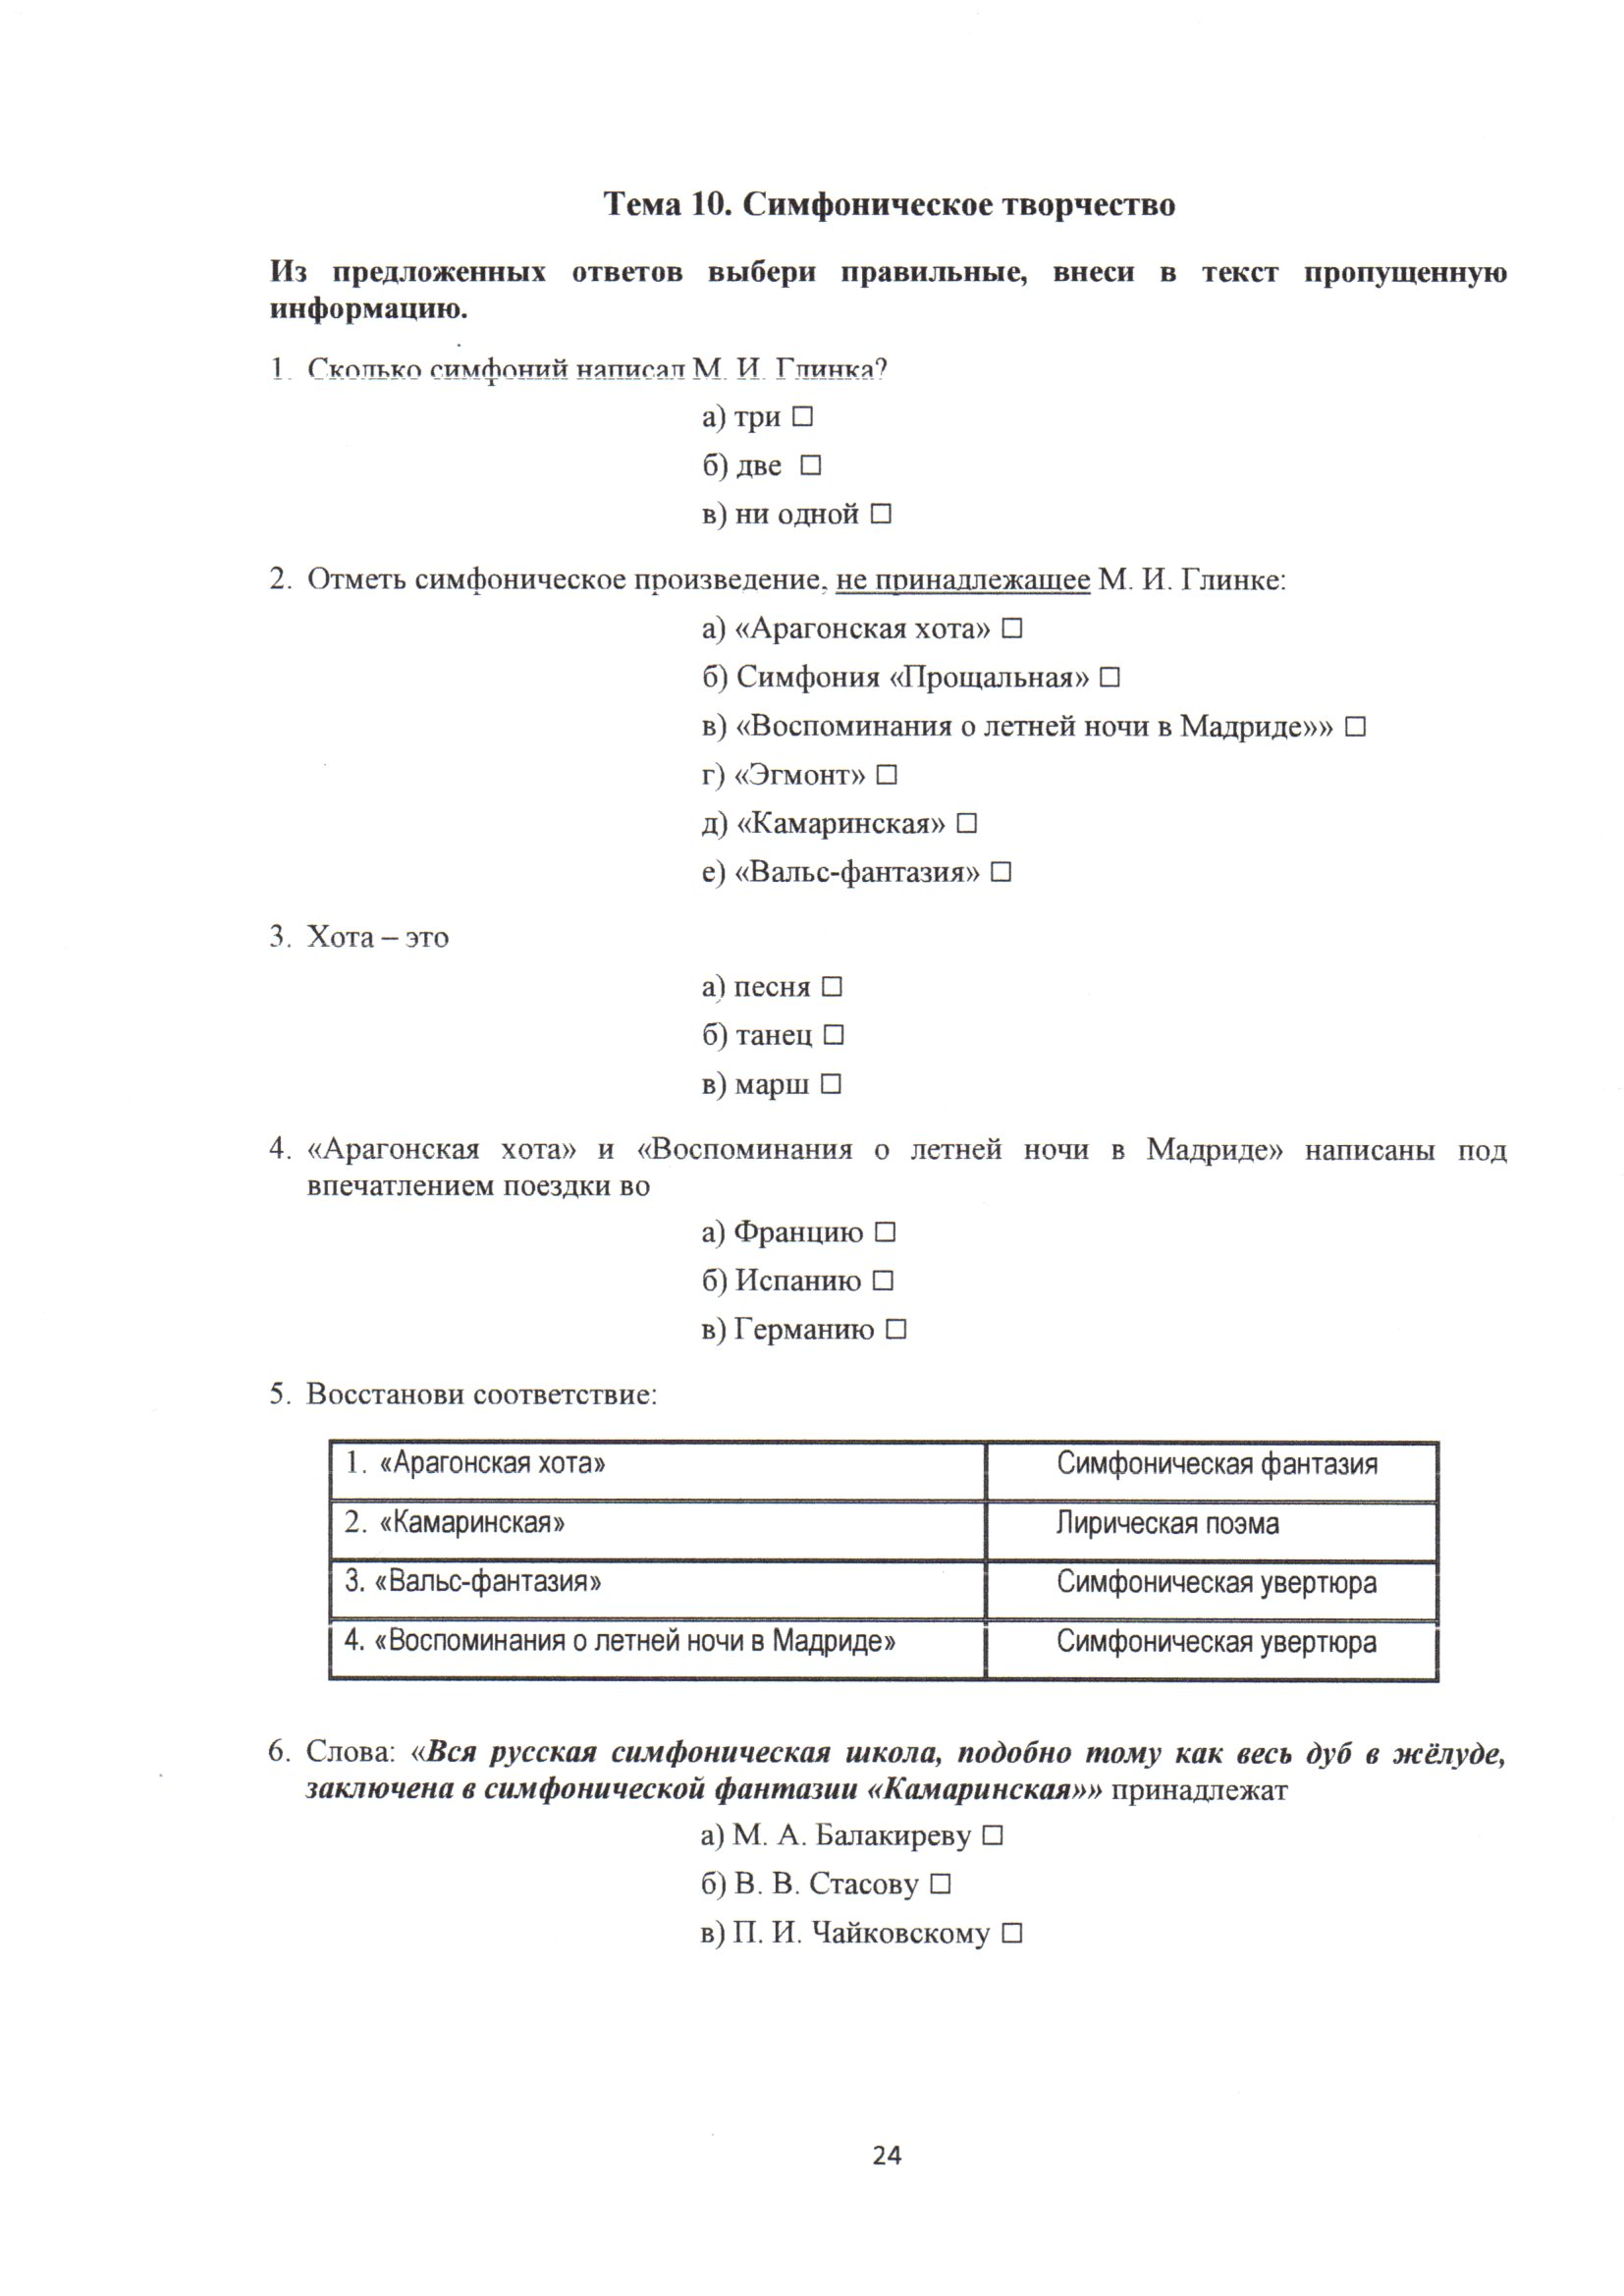 Тема 10. Симфоническое творчество
Из предложенных ответов выбери правильные, внеси в текст пропущенную
информацию.
1. Сколько симфоний написал М. И. Глинка?
а) три □
б) две □
в) ни одной □
2. Отметь симфоническое произведение, не принадлежащее М. И. Глинке:
а) «Арагонская хота» □
б) Симфония «Прощальная» □
в) «Воспоминания о летней ночи в Мадриде»» □
г) «Эгмонт» □
д) «Камаринская» □
е) «Вальс-фантазия» □
3. Хота – это
а) песня □
б) танец □
в) марш □
4. «Арагонская хота» и «Воспоминания о летней ночи в Мадриде» написаны под
впечатлением поездки во
а) Францию □
б) Испанию □
в) Германию □
5. Восстанови соответствие:
1. «Арагонская хота» Симфоническая фантазия
2. «Камаринская» Лирическая поэма
3. «Вальс-фантазия» Симфоническая увертюра
4. «Воспоминания о летней ночи в Мадриде» Симфоническая увертюра
6. Слова: «Вся русская симфоническая школа, подобно тому как весь дуб в жёлуде,
заключена в симфонической фантазии «Камаринская»» принадлежат
а) М. А. Балакиреву □
б) В. В. Стасову □
в) П. И. Чайковскому □
24